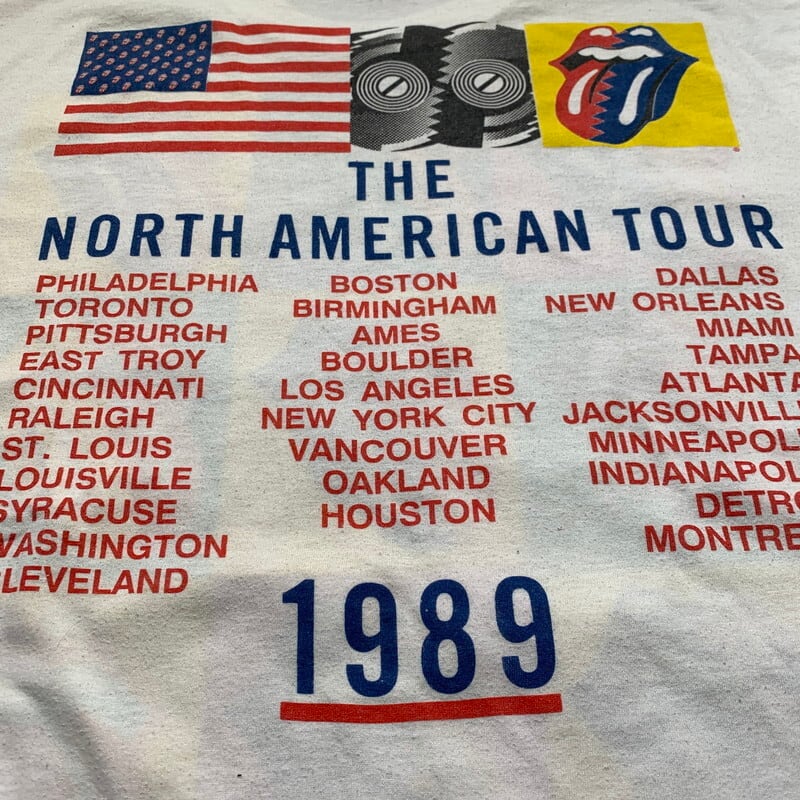 THE
NORTH AMERICAN TOUR
PHILADELPHIA
TORONTO
PITTSBURGH
EAST TROY
CINCINNATI
RALEIGH
ST. LOUIS
LOUISVILLE
SYRACUSE
WASHINGTON
LEVELAND
BOSTON
BIRMINGHAM
AMES
BOULDER
LOS ANGELES
NEW YORK CITY
VANCOUVER
OAKLAND
HOUSTON
DALLAS
NEW ORLEANS
MIAMI
TAMPA
ATLANTA
JACKSONVILL
MINNEAPOL
INDIANAPOL
DETRO
MONTRE
1989